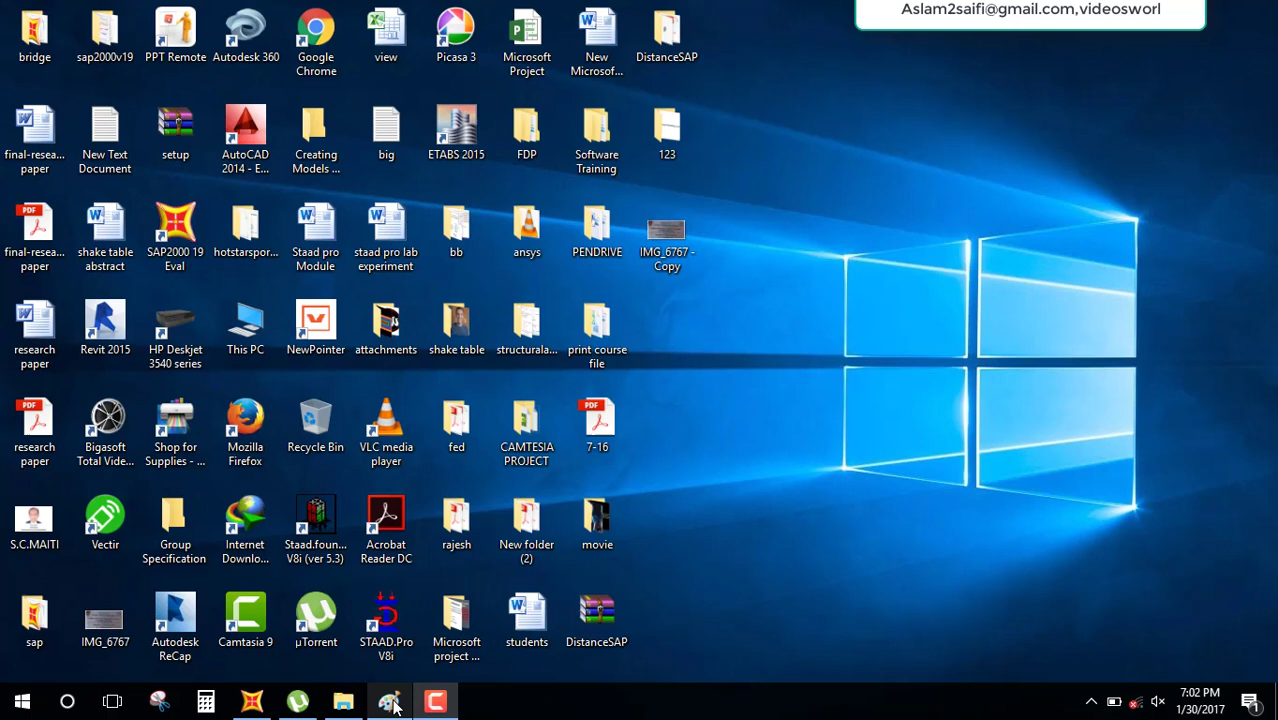 Aslam2saifi@gmail.com,videosworl
bridge
sap2000v19
PPT Remote
Autodesk 360
Google
Chrome
view
Picasa 3
Microsoft
Project
New
Microsof...
DistanceSAP
final-resea...
paper
New Text
Document
setup
AutoCAD
2014 - E...
Creating
Models ...
big
ETABS 2015
FDP
Software
Training
123
final-resea...
paper
shake table
abstract
SAP2000 19
Eval
hotstarspor...
Staad pro
Module
staad pro lab
experiment
bb
ansys
PENDRIVE
IMG_6767 -
Copy
research
paper
Revit 2015
HP Deskjet
3540 series
This PC
NewPointer
attachments
shake table
structurala...
print course
file
research
paper
Bigasoft
Total Vide...
Shop for
Supplies - ...
Mozilla
Firefox
Recycle Bin
VLC media
player
fed
CAMTESIA
PROJECT
7-16
S.C.MAITI
Vectir
Group
Specification
Internet
Downlo...
Staad.foun...
V8i (ver 5.3)
Acrobat
Reader DC
rajesh
New folder
(2)
movie
sap
IMG_6767
Autodesk
ReCap
Camtasia 9
µTorrent
STAAD.Pro
V8i
Microsoft
project ...
students
DistanceSAP
7:02 PM
1/30/2017
1